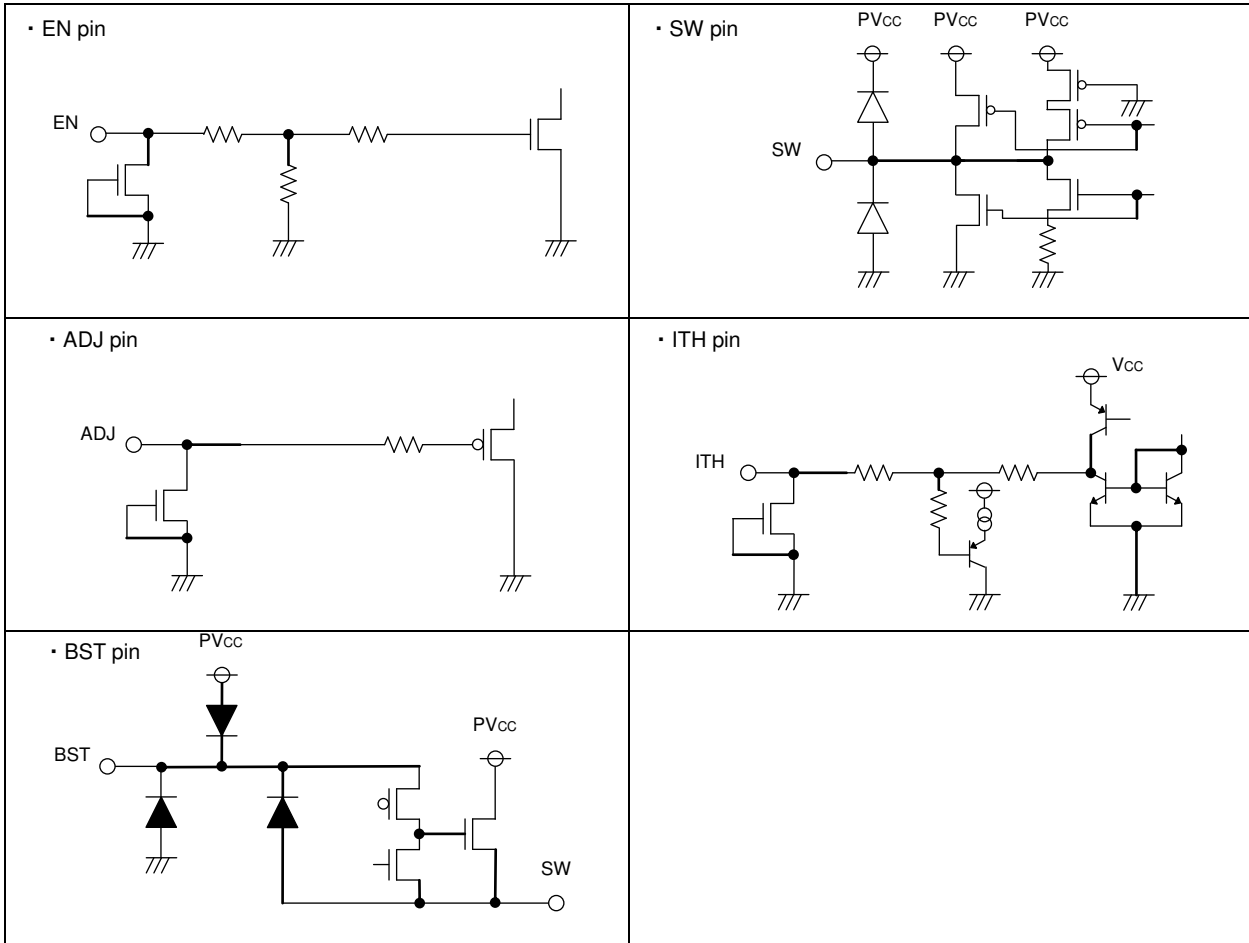 ・EN pin
EN
・SW pin
PVCC PVCC PVCC
SW
・ADJ pin
ADJ
・ITH pin
VCC
ITH
・BST pin
PVCC
PVCC
BST
SW